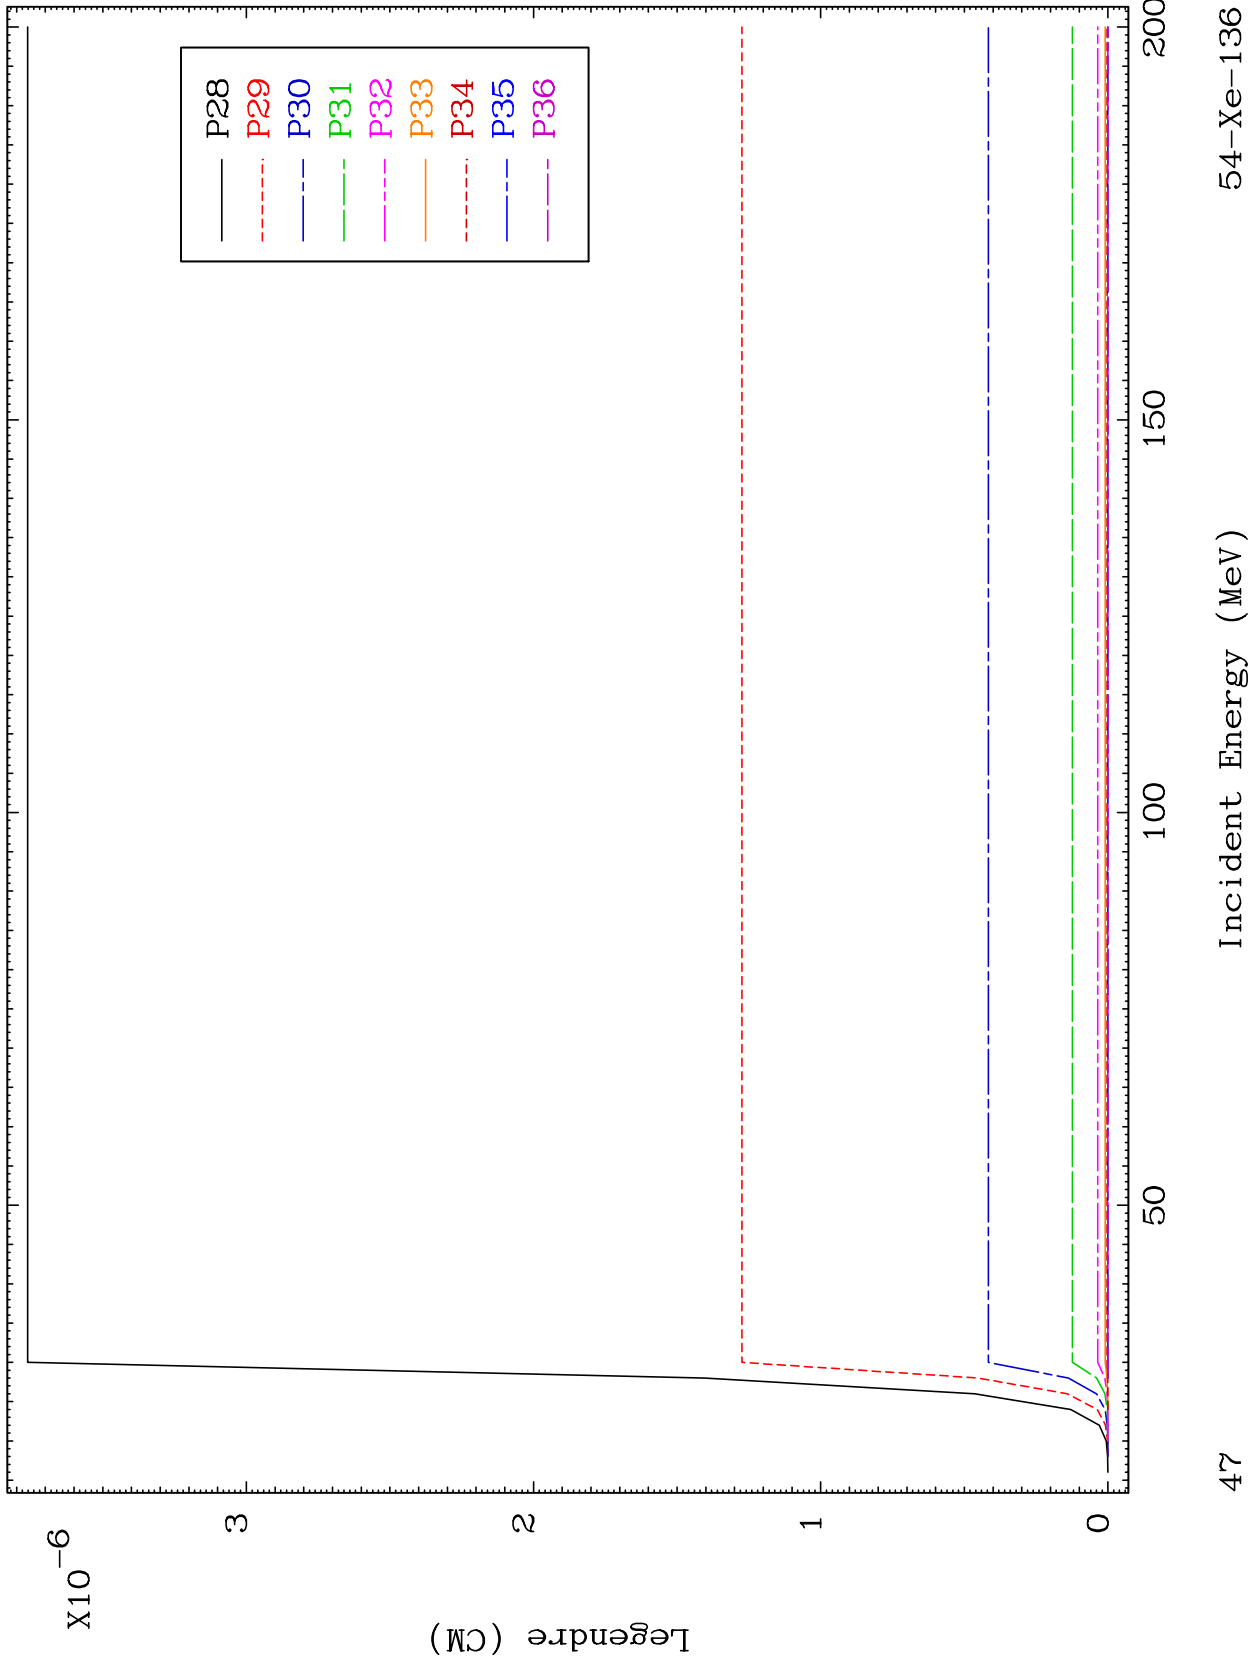 X10-6
Legendre (CM)
3
2
1
0
P28
P29
P30
P31
P32
P33
P34
P35
P36
50
100
150
200
47
Incident Energy (MeV)
54-Xe-136